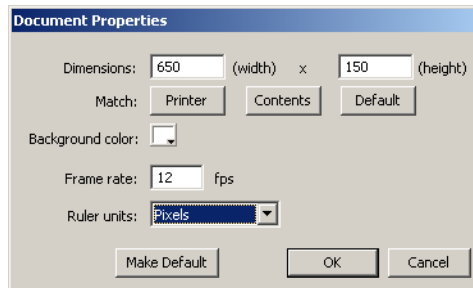 Document Properties
Dimensions: 650 (width) x 150 (height)
Match: Printer Contents Default
Background color:
Frame rate: 12 fps
Ruler units: Pixels
Make Default OK Cancel